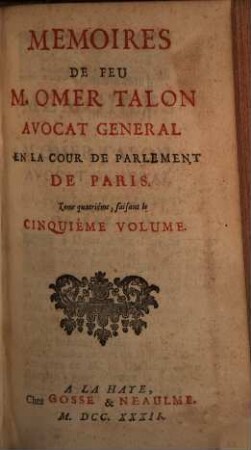 MEMOIRES
DE FEU
M. OMER TALON
AVOCAT GENERAL
EN LA COUR DE PARLEMENT
DE PARIS.
Tome quatriéme, faisant le
CINQUIÉME VOLUME.
A LA HAYE,
Chez GOSSE & NEAULME.
M. DCC. XXXII.